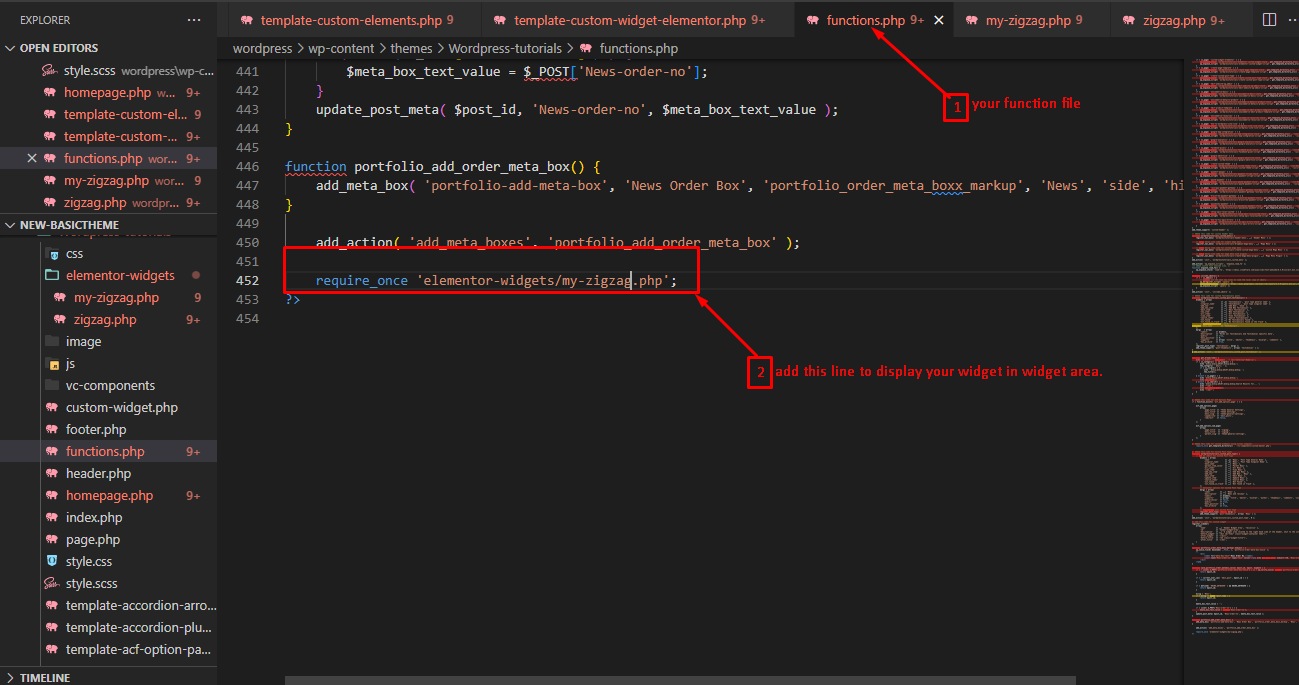 EXPLORER ···
OPEN EDITORS
style.scss wordpress\wp-c...
homepage.php w... 9+
template-custom-el... 9
template-custom-... 9+
functions.php wor... 9+
my-zigzag.php wor... 9
zigzag.php wordpr... 9+
NEW-BASICTHEME
css
elementor-widgets
my-zigzag.php 9
zigzag.php 9+
image
js
vc-components
custom-widget.php
footer.php
functions.php 9+
header.php
homepage.php 9+
index.php
page.php
style.css
style.scss
template-accordion-arro...
template-accordion-plu...
template-acf-option-pa...
TIMELINE
template-custom-elements.php 9 template-custom-widget-elementor.php 9+ functions.php 9+ my-zigzag.php 9 zigzag.php 9+
wordpress > wp-content > themes > Wordpress-tutorials > functions.php
441 $meta_box_text_value = $_POST['News-order-no'];
442 }
443 update_post_meta( $post_id, 'News-order-no', $meta_box_text_value );
444 }
445
446 function portfolio_add_order_meta_box() {
447 add_meta_box( 'portfolio-add-meta-box', 'News Order Box', 'portfolio_order_meta_boxx_markup', 'News', 'side', 'hi
448 }
449
450 add_action( 'add_meta_boxes', 'portfolio_add_order_meta_box' );
451
452 require_once 'elementor-widgets/my-zigzag.php';
453 ?>
454
1 your function file
2 add this line to display your widget in widget area.